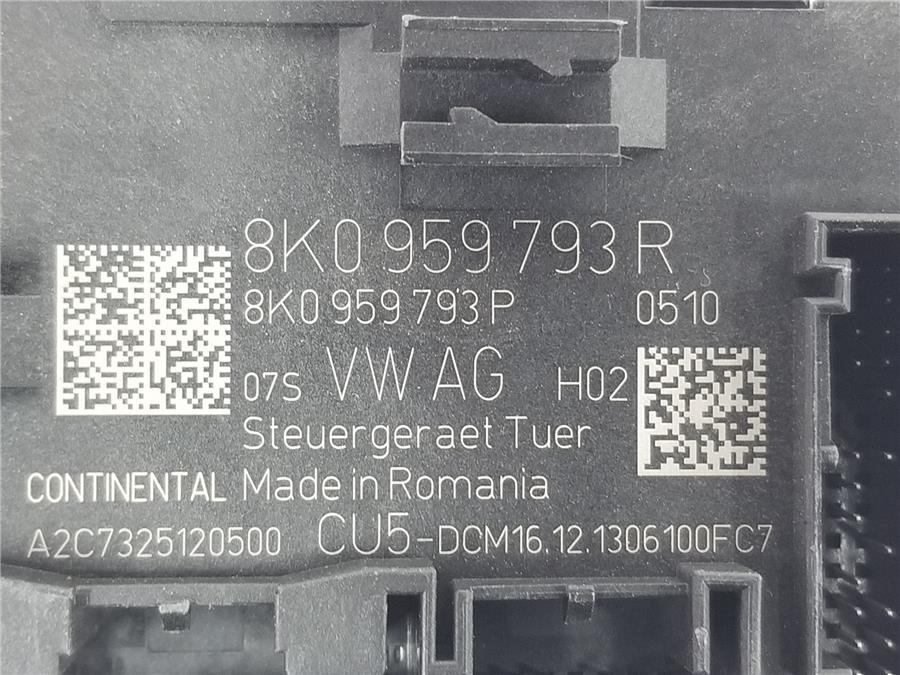 8K0 959 793 R
8K0 959 793 P 0510
07S VW AG H02
Steuergeraet Tuer
CONTINENTAL Made in Romania
A2C7325120500 CU5-DCM16.12.1306100FC7